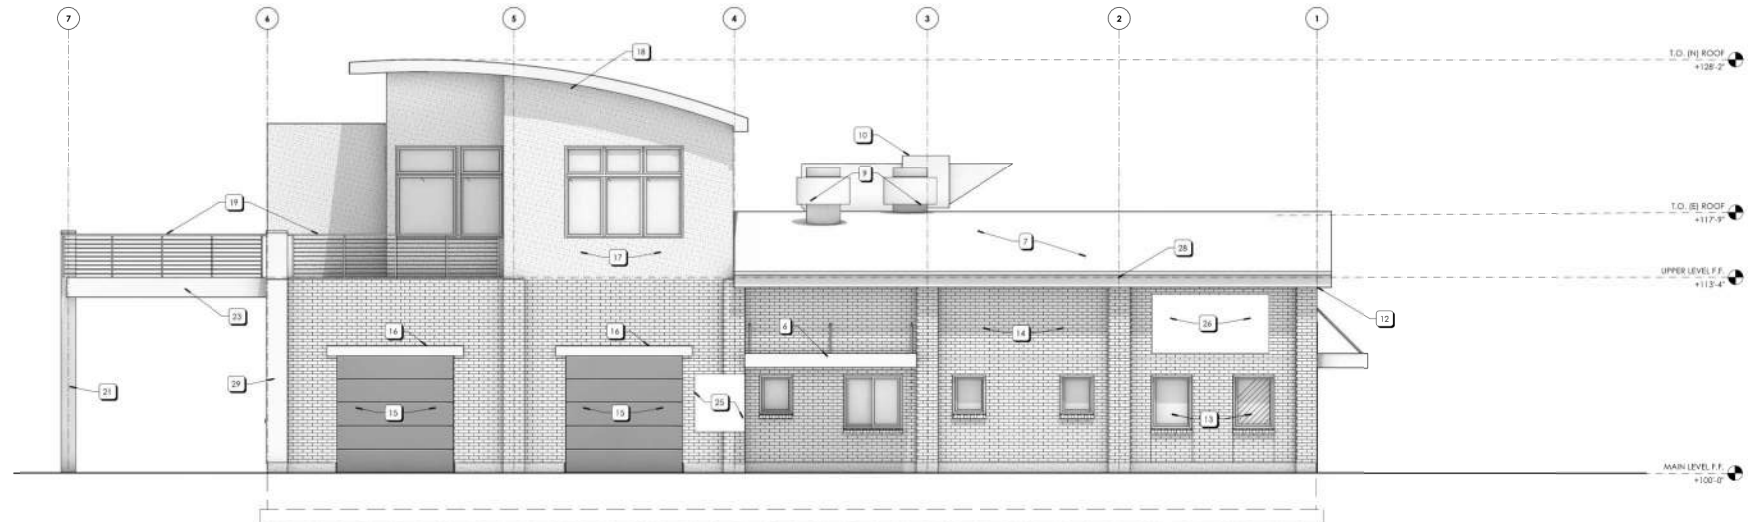 7 6 5 4 3 2 1
18
T.O. (N) ROOF
+128'-2"
10
9
19
T.O. (E) ROOF
+117'-9"
7
17
28
UPPER LEVEL F.F.
+113'-4"
23
16 16 6 14 26 12
29
21
15 15 25 13
MAIN LEVEL F.F.
+100'-0"